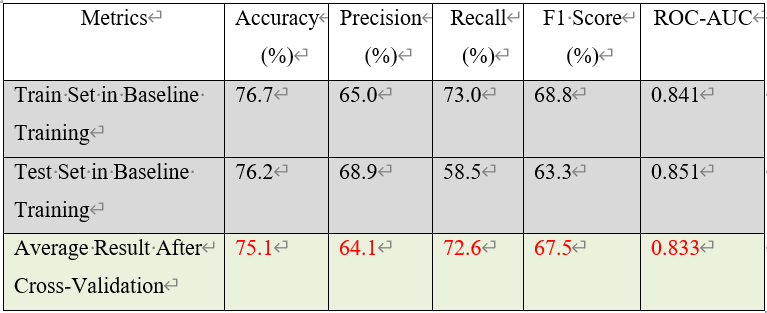 Metrics Accuracy Precision Recall F1 Score ROC-AUC
(%) (%) (%) (%)
Train Set in Baseline 76.7 65.0 73.0 68.8 0.841
Training
Test Set in Baseline 76.2 68.9 58.5 63.3 0.851
Training
Average Result After 75.1 64.1 72.6 67.5 0.833
Cross-Validation